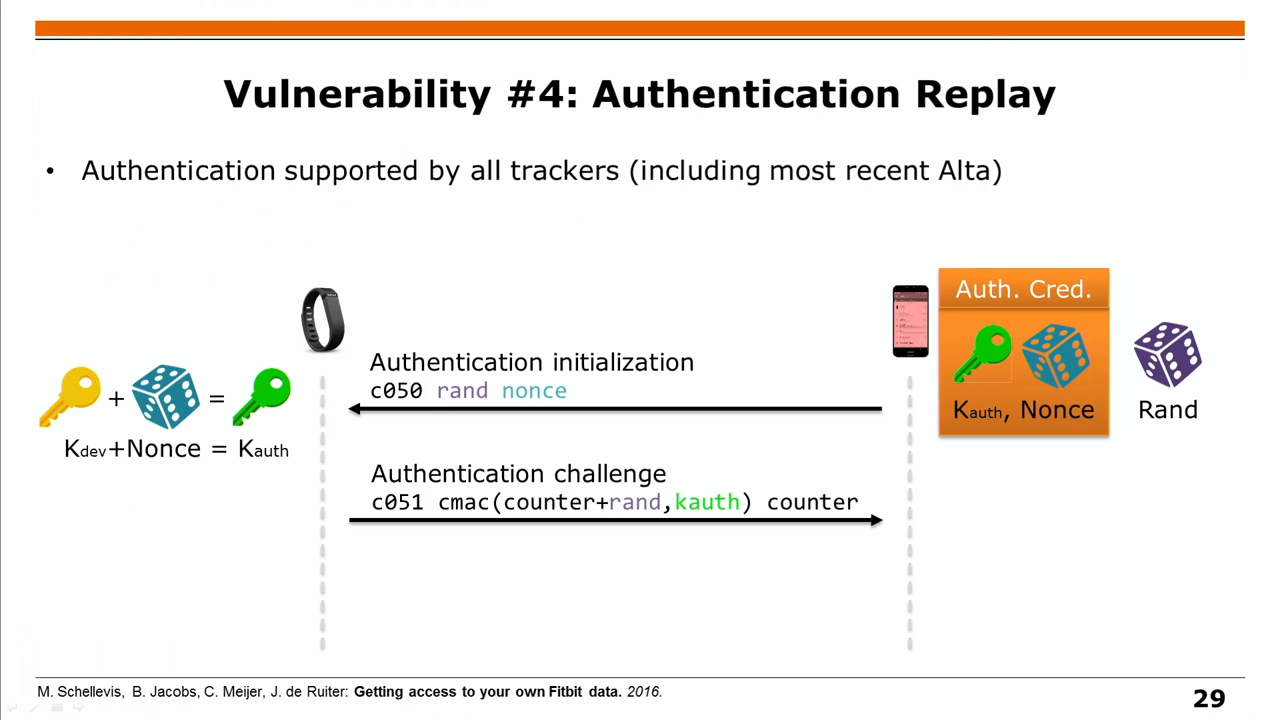 Vulnerability #4: Authentication Replay
• Authentication supported by all trackers (including most recent Alta)
Auth. Cred.
Kauth, Nonce
Rand
Authentication initialization
c050 rand nonce
+ =
Kdev+Nonce = Kauth
Authentication challenge
c051 cmac(counter+rand,kauth) counter
M. Schellevis, B. Jacobs, C. Meijer, J. de Ruiter: Getting access to your own Fitbit data. 2016.
29